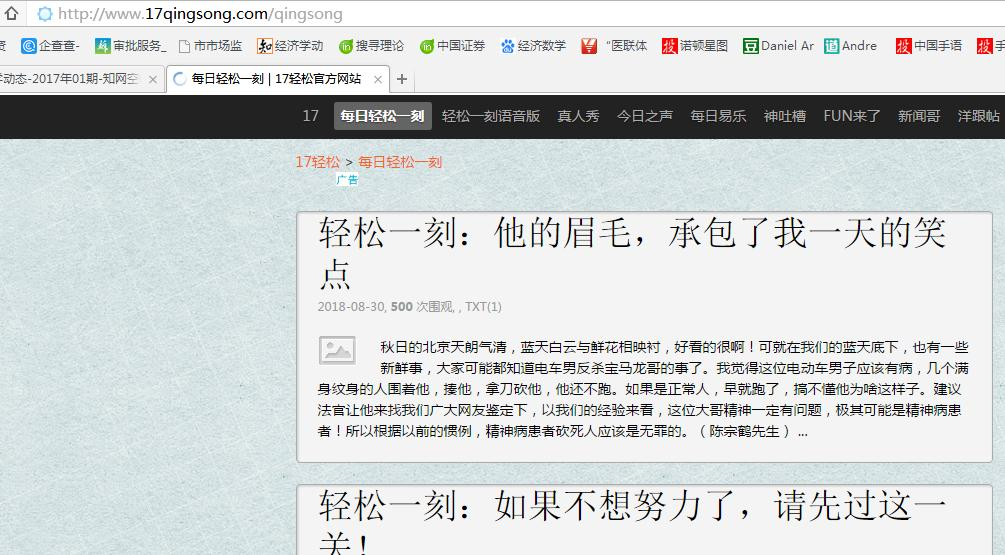 http://www.17qingsong.com/qingsong
资 企查查- 审批服务_ 市市场监 经济学动 搜寻理论 中国证券 经济数学 “医联体 诺顿星图 Daniel Ar Andre 中国手语 手
学动态-2017年01期-知网空 每日轻松一刻 | 17轻松官方网站
17 每日轻松一刻 轻松一刻语音版 真人秀 今日之声 每日易乐 神吐槽 FUN来了 新闻哥 洋跟帖
17轻松 > 每日轻松一刻
广告
轻松一刻：他的眉毛，承包了我一天的笑
点
2018-08-30, 500 次围观, , TXT(1)
秋日的北京天朗气清，蓝天白云与鲜花相映衬，好看的很啊！可就在我们的蓝天底下，也有一些
新鲜事，大家可能都知道电车男反杀宝马龙哥的事了。我觉得这位电动车男子应该有病，几个满
身纹身的人围着他，揍他，拿刀砍他，他还不跑。如果是正常人，早就跑了，搞不懂他为啥这样子。建议
法官让他来找我们广大网友鉴定下，以我们的经验来看，这位大哥精神一定有问题，极其可能是精神病患
者！所以根据以前的惯例，精神病患者砍死人应该是无罪的。（ 陈宗鹤先生 ） ...
轻松一刻：如果不想努力了，请先过这一
关！